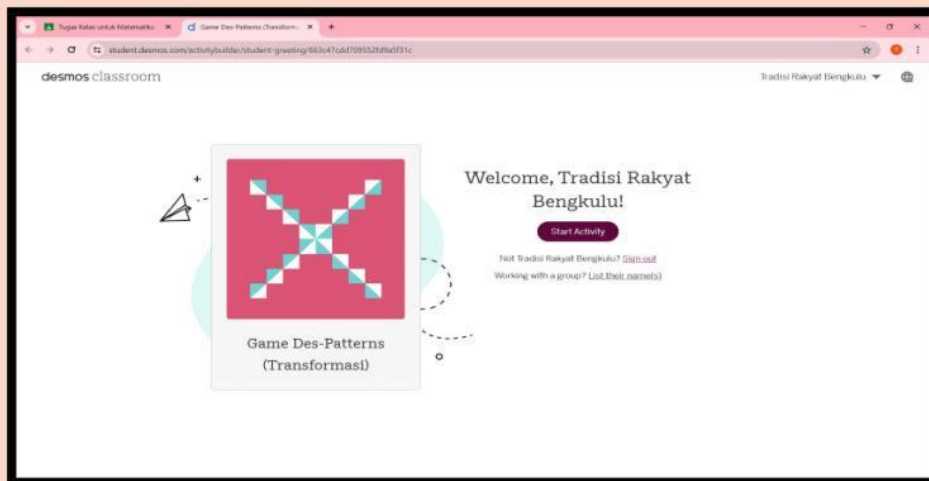 Tugas Kelas untuk Matematika
Game Des-Patterns (Transform
student.desmos.com/activitybuilder/student-greeting/663c47cdd709552fd9a5f31c
desmos classroom
Tradisi Rakyat Bengkulu
Welcome, Tradisi Rakyat
Bengkulu!
Start Activity
Not Tradisi Rakyat Bengkulu? Sign out
Working with a group? List their name(s)
Game Des-Patterns
(Transformasi)